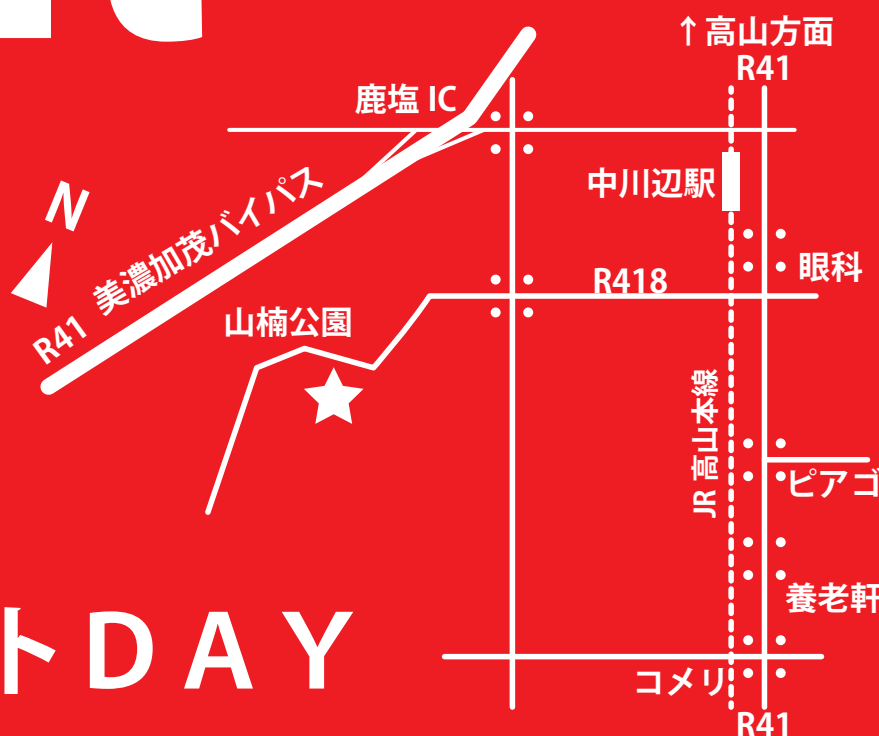 ↑高山方面
R41
鹿塩 IC
中川辺駅
N
R41 美濃加茂バイパス
眼科
R418
山楠公園
JR 高山本線
ピアゴ
養老軒
トDAY
コメリ
R41